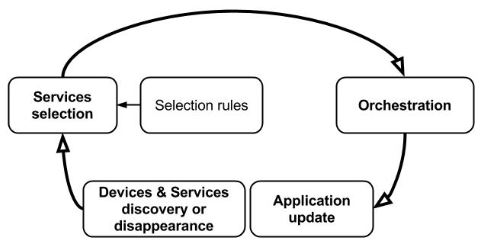 Services
selection
Selection rules
Orchestration
Devices & Services
discovery or
disappearance
Application
update